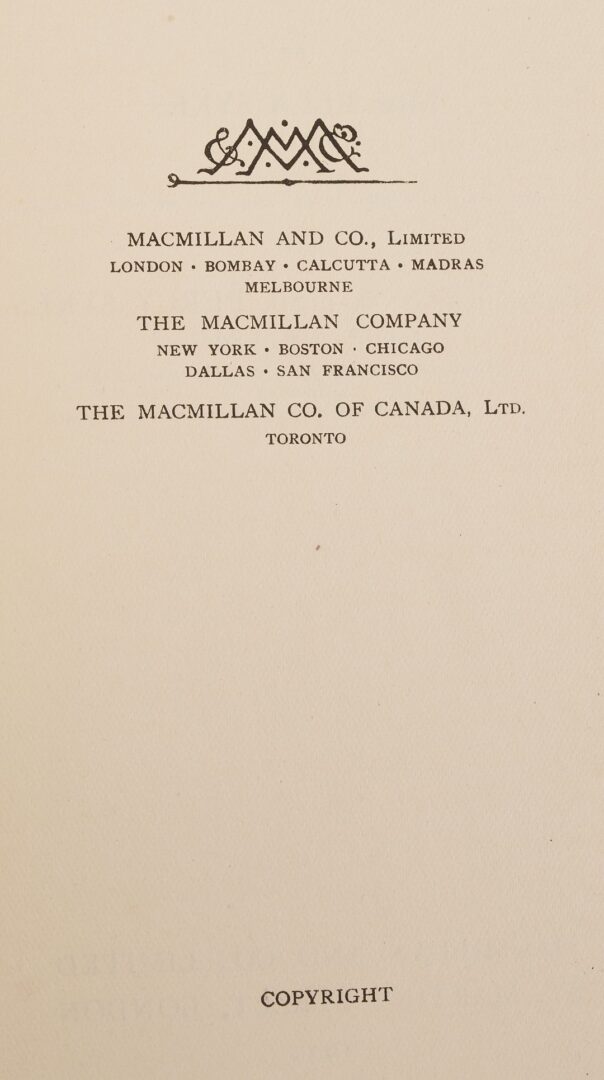 MACMILLAN AND CO., LIMITED
LONDON • BOMBAY • CALCUTTA • MADRAS
MELBOURNE
THE MACMILLAN COMPANY
NEW YORK • BOSTON • CHICAGO
DALLAS • SAN FRANCISCO
THE MACMILLAN CO. OF CANADA, LTD.
TORONTO
COPYRIGHT